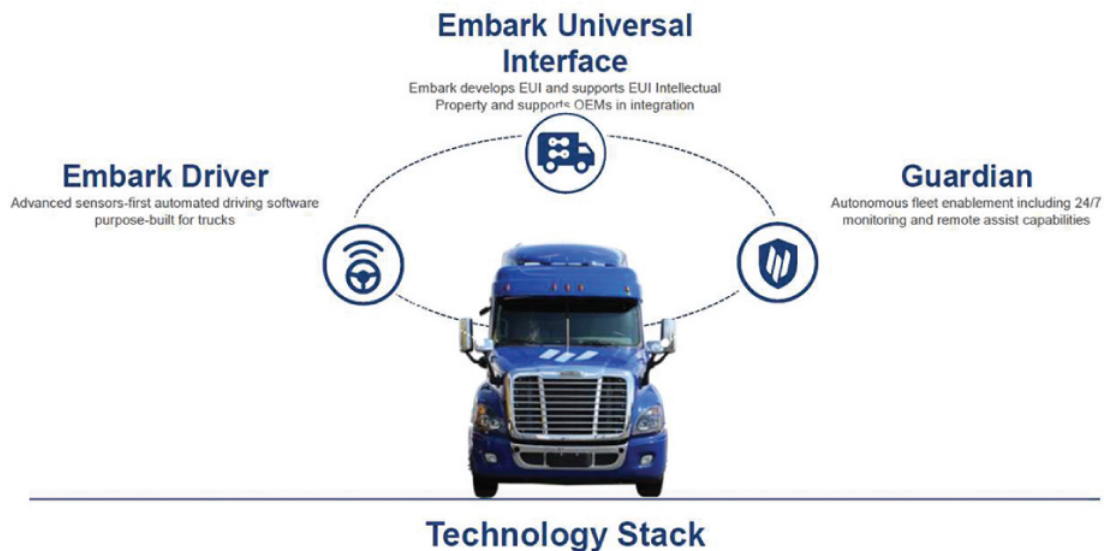 Embark Universal
Interface
Embark develops EUI and supports EUI Intellectual
Property and supports OEMs in integration
Embark Driver
Advanced sensors-first automated driving software
purpose-built for trucks
Guardian
Autonomous fleet enablement including 24/7
monitoring and remote assist capabilities
Technology Stack